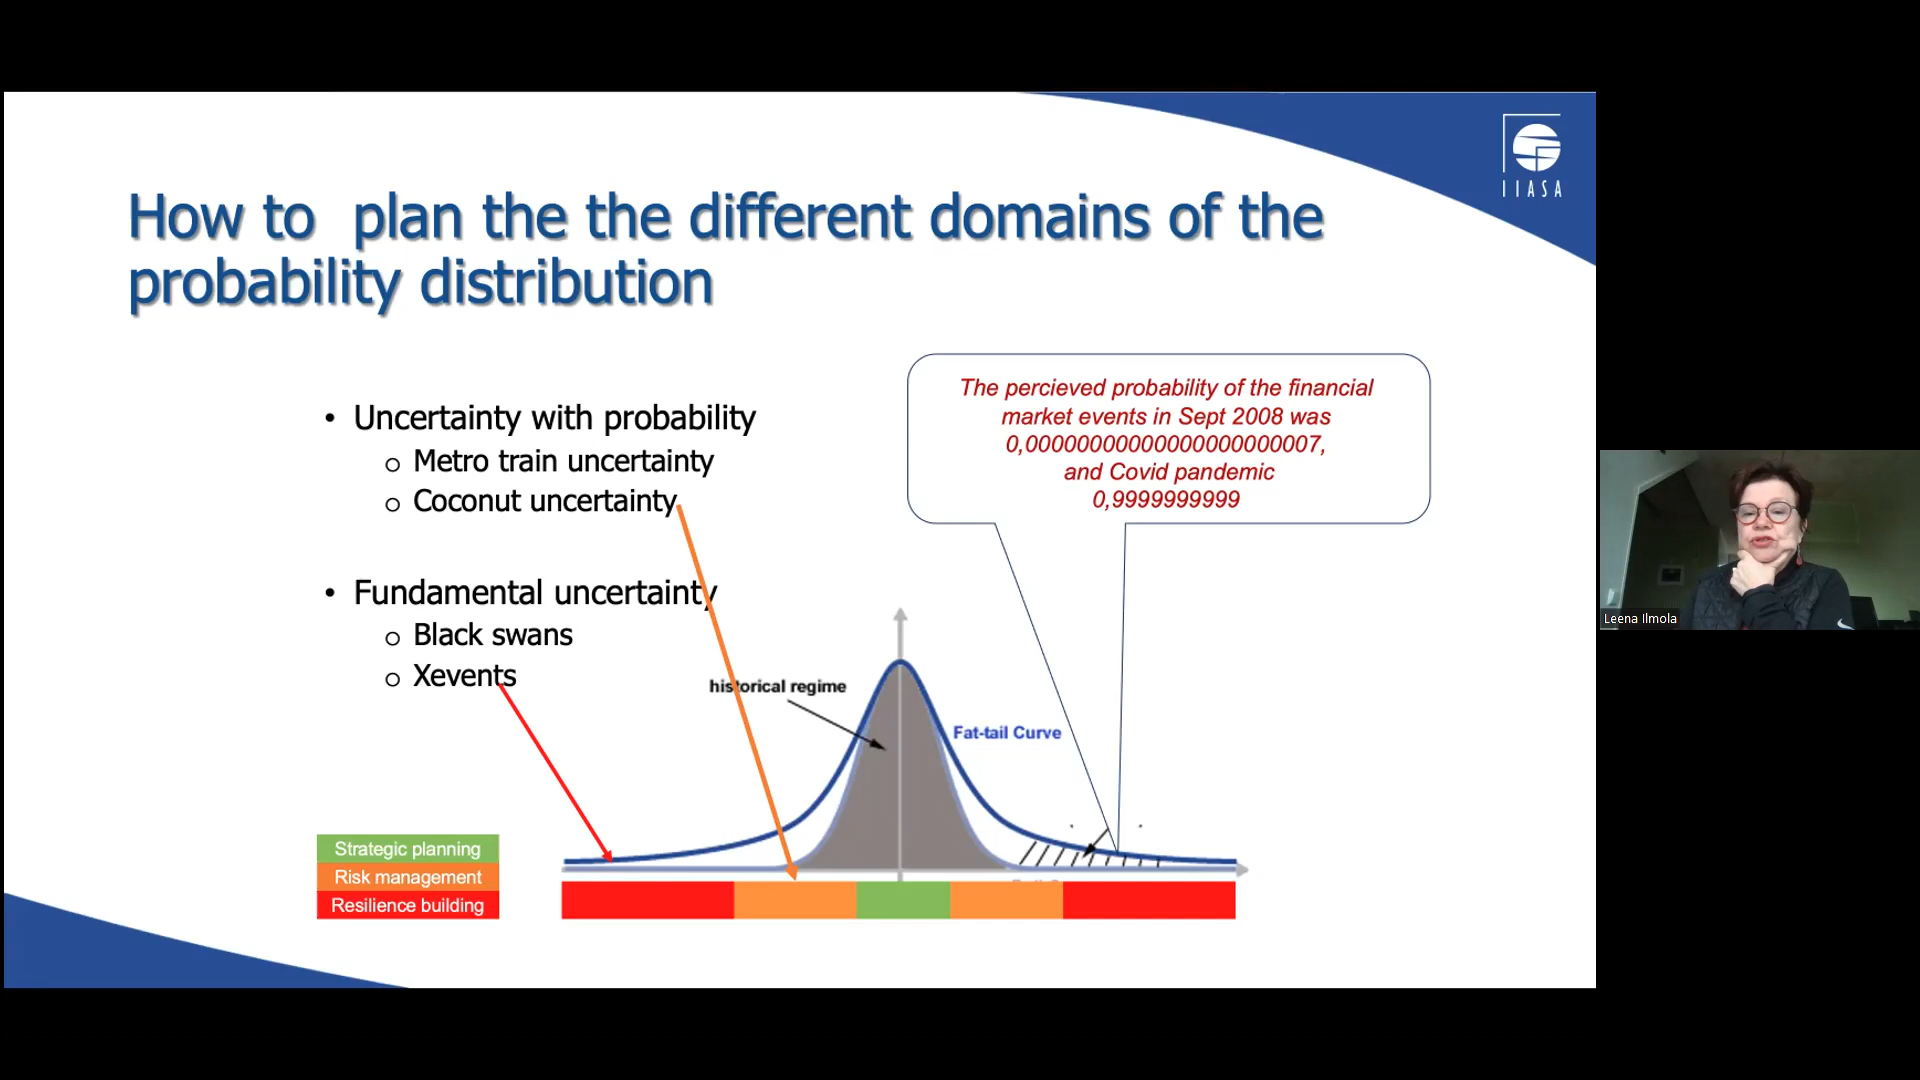 IIASA
How to  plan the the different domains of the
probability distribution
• Uncertainty with probability
o Metro train uncertainty
o Coconut uncertainty
• Fundamental uncertainty
o Black swans
o Xevents
The percieved probability of the financial
market events in Sept 2008 was
0,00000000000000000000007,
and Covid pandemic
0,9999999999
historical regime
Fat-tail Curve
Strategic planning
Risk management
Resilience building
Leena Ilmola